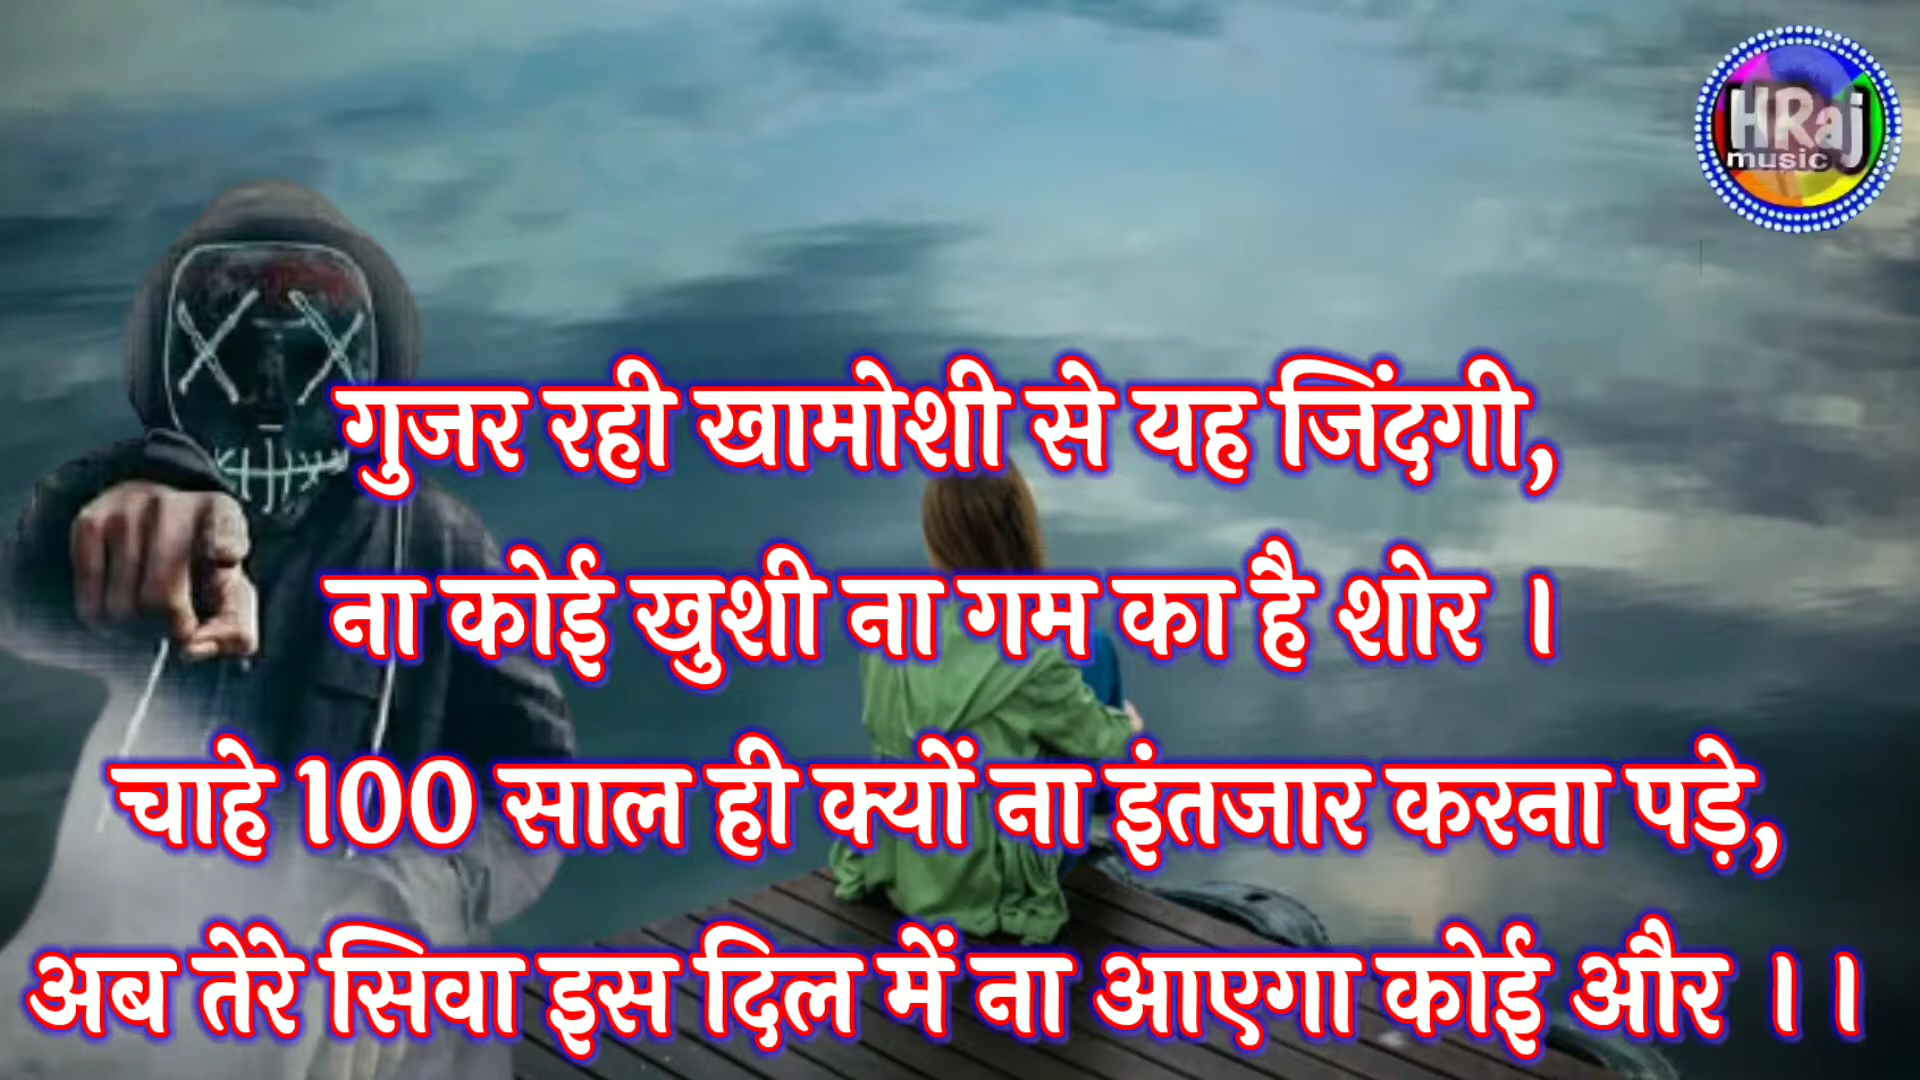 HRaj
music
गुजर रही खामोशी से यह जिंदगी,
ना कोई खुशी ना गम का है शोर ।
चाहे 100 साल ही क्यों ना इंतजार करना पड़े,
अब तेरे सिवा इस दिल में ना आएगा कोई और ।।